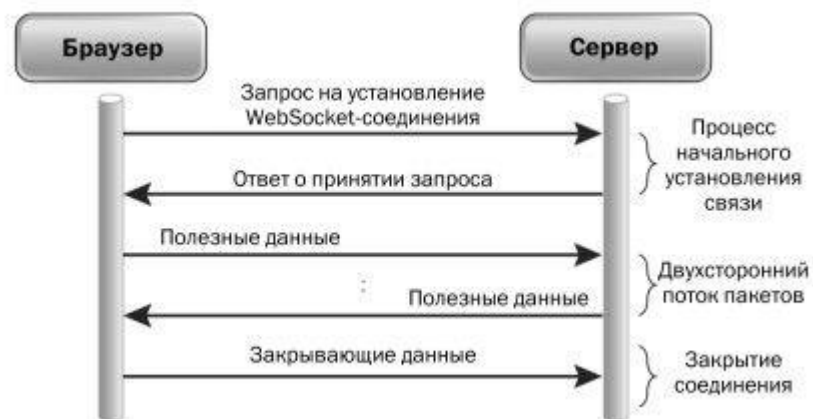 Браузер
Сервер
Запрос на установление
WebSocket-соединения
Процесс
начального
установления
связи
Ответ о принятии запроса
Полезные данные
Двухсторонний
поток пакетов
Полезные данные
Закрывающие данные
Закрытие
соединения